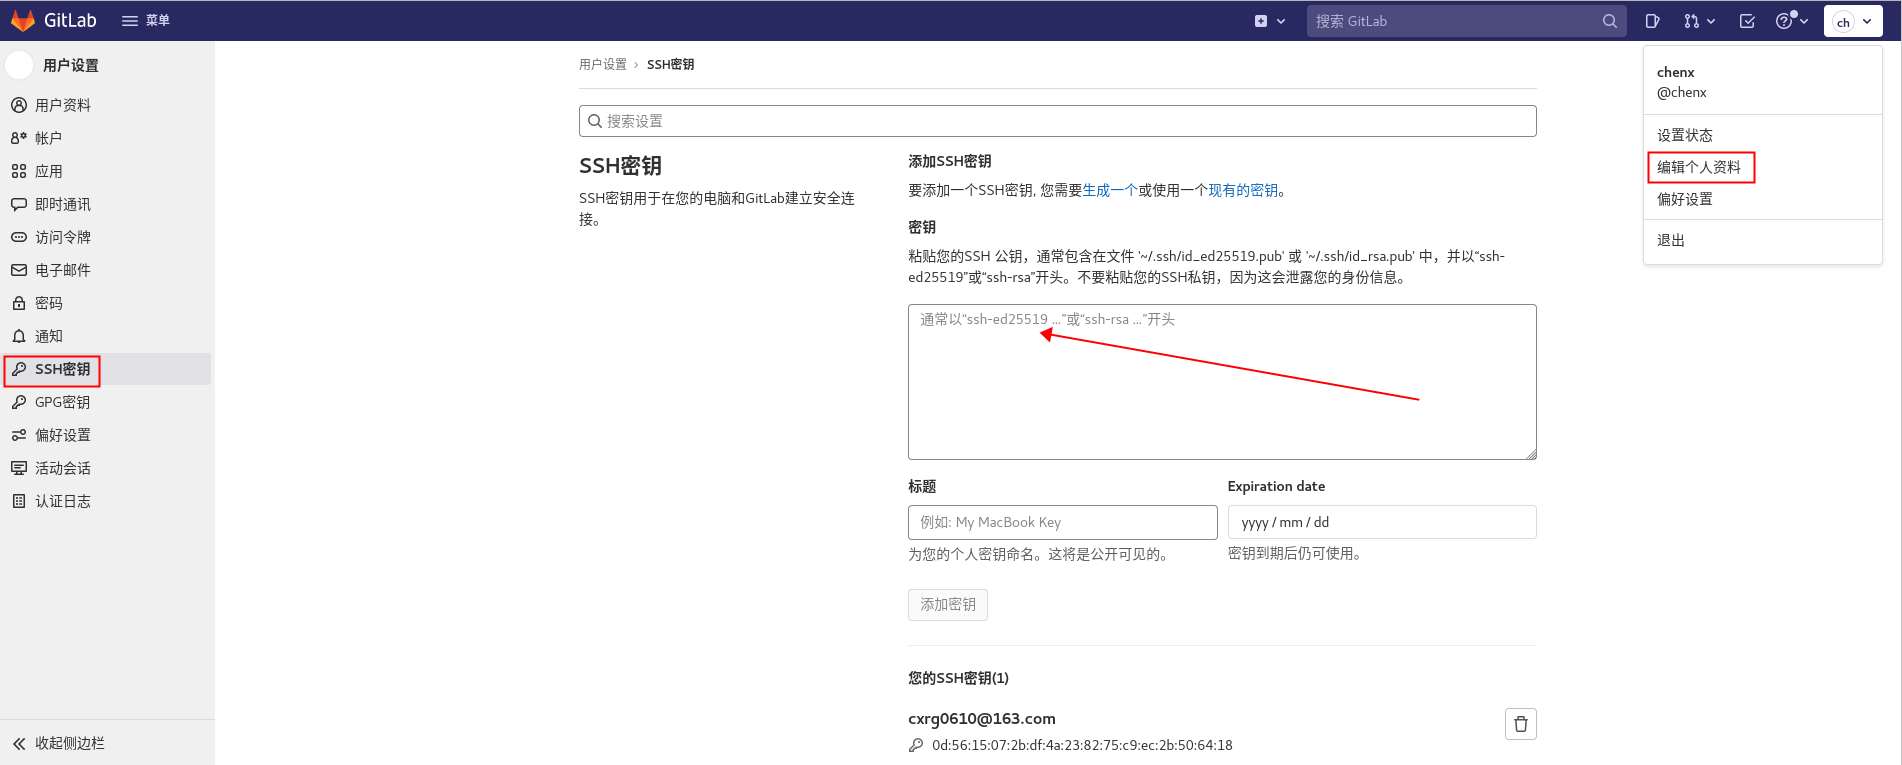 GitLab
菜单
搜索 GitLab
ch
用户设置
用户资料
帐户
应用
即时通讯
访问令牌
电子邮件
密码
通知
SSH密钥
GPG密钥
偏好设置
活动会话
认证日志
收起侧边栏
用户设置 › SSH密钥
搜索设置
SSH密钥
SSH密钥用于在您的电脑和GitLab建立安全连
接。
添加SSH密钥
要添加一个SSH密钥, 您需要生成一个或使用一个现有的密钥。
密钥
粘贴您的SSH 公钥，通常包含在文件 '~/.ssh/id_ed25519.pub' 或 '~/.ssh/id_rsa.pub' 中，并以“ssh-
ed25519”或“ssh-rsa”开头。不要粘贴您的SSH私钥，因为这会泄露您的身份信息。
通常以“ssh-ed25519 ...”或“ssh-rsa ...”开头
标题
例如: My MacBook Key
为您的个人密钥命名。这将是公开可见的。
Expiration date
yyyy / mm / dd
密钥到期后仍可使用。
添加密钥
您的SSH密钥(1)
cxrg0610@163.com
0d:56:15:07:2b:df:4a:23:82:75:c9:ec:2b:50:64:18
chenx
@chenx
设置状态
编辑个人资料
偏好设置
退出